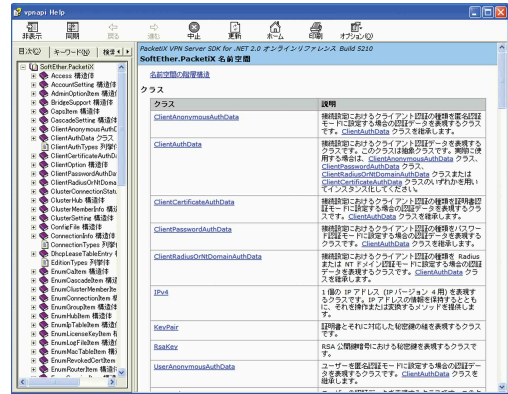 vpnapi Help
非表示 同期 戻る 進む 中止 更新 ホーム 印刷 オプション(O)
目次(C) キーワード(N) 検索
SoftEther.PacketiX
Access 構造体
AccountSetting 構造体
AdminOptionItem 構造体
BridgeSupport 構造体
CapsItem 構造体
CascadeSetting 構造体
ClientAnonymousAuthD
ClientAuthData クラス
ClientAuthTypes 列挙
ClientCertificateAuthD
ClientOption 構造体
ClientPasswordAuthDa
ClientRadiusOrNtDoma
ClusterConnectionStat
ClusterHub 構造体
ClusterMemberInfo 構造
ClusterSetting 構造体
ConfigFile 構造体
ConnectionInfo 構造体
ConnectionTypes 列挙
DhcpLeaseTableEntry
EditionTypes 列挙
EnumCaItem 構造体
EnumCascadeItem 構造
EnumClusterMemberIte
EnumConnectionItem 構
EnumGroupItem 構造体
EnumHubItem 構造体
EnumIpTableItem 構造
EnumLicenseKeyItem 構
EnumLogFileItem 構造
EnumMacTableItem 構
EnumRevokedCertItem
EnumRouterItem 構造
PacketiX VPN Server SDK for .NET 2.0 オンラインリファレンス Build 5210
SoftEther.PacketiX 名前空間
名前空間の階層構造
クラス
クラス 説明
ClientAnonymousAuthData 接続設定におけるクライアント認証の種類を匿名認証
モードに設定する場合の認証データを表現するクラス
です。ClientAuthData クラスを継承します。
ClientAuthData 接続設定におけるクライアント認証データを表現する
クラスです。このクラスは抽象クラスです。実際に使
用する場合は、ClientAnonymousAuthData クラス、
ClientPasswordAuthData クラス、
ClientRadiusOrNtDomainAuthData クラスまたは
ClientCertificateAuthData クラスのいずれかを用い
てインスタンス化してください。
ClientCertificateAuthData 接続設定におけるクライアント認証の種類を証明書認
証モードに設定する場合の認証データを表現するクラ
スです。ClientAuthData クラスを継承します。
ClientPasswordAuthData 接続設定におけるクライアント認証の種類をパスワー
ド認証モードに設定する場合の認証データを表現する
クラスです。ClientAuthData クラスを継承します。
ClientRadiusOrNtDomainAuthData 接続設定におけるクライアント認証の種類を Radius
または NT ドメイン認証モードに設定する場合の認証
データを表現するクラスです。ClientAuthData クラ
スを継承します。
IPv4 1 個の IP アドレス (IP バージョン 4 用) を表現す
るクラスです。IP アドレスの情報を保持するととも
に、それを操作または変換するメソッドを提供しま
す。
KeyPair 証明書とそれに対応した秘密鍵の組を表現するクラス
です。
RsaKey RSA 公開鍵暗号における秘密鍵を表現するクラスで
す。
UserAnonymousAuthData ユーザーを匿名認証モードに設定する場合の認証デー
タを表現するクラスです。ClientAuthData クラスを
継承します。